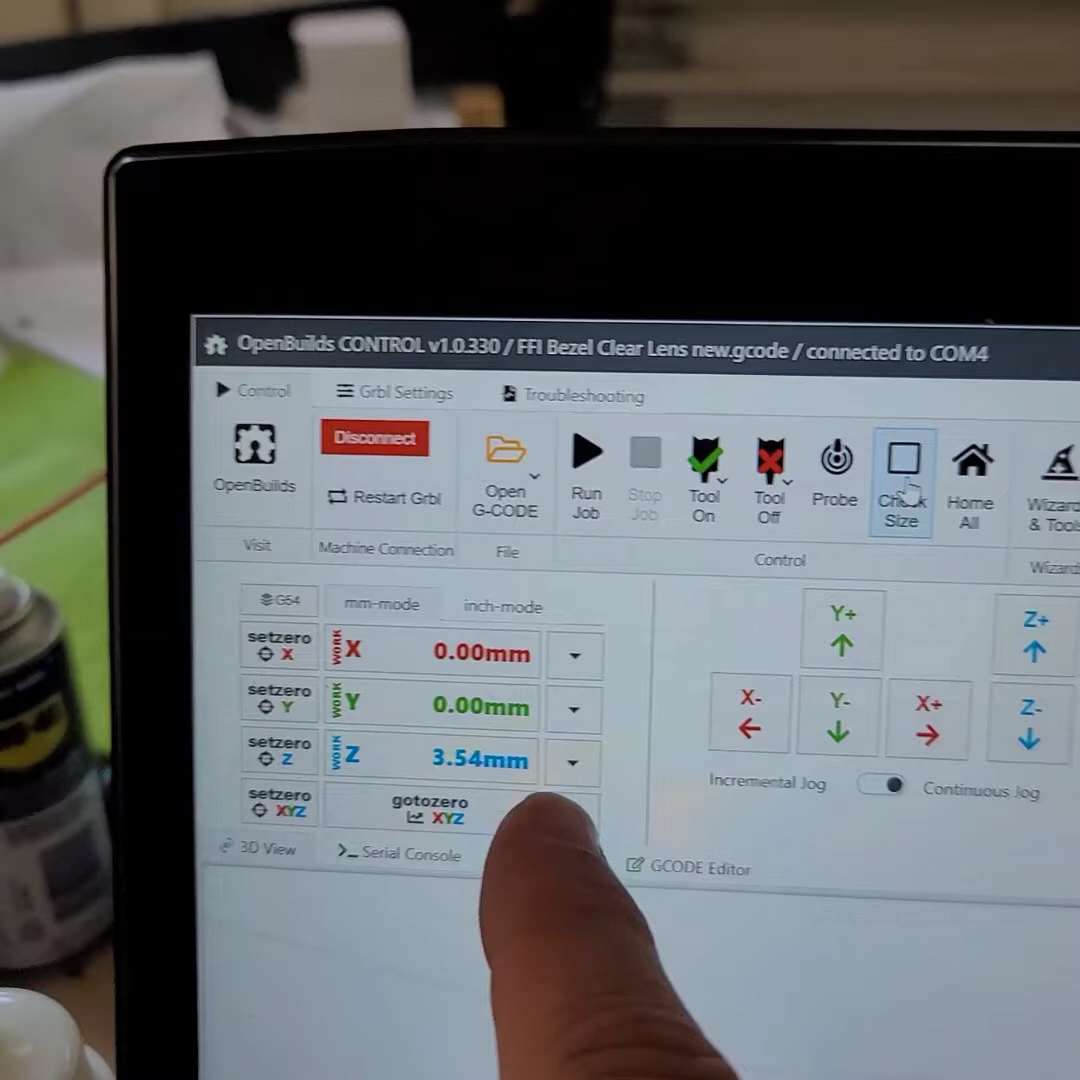 OpenBuilds CONTROL v1.0.330 / FFI Bezel Clear Lens new.gcode / connected to COM4
Control
Grbl Settings
Troubleshooting
OpenBuilds
Visit
Disconnect
Restart Grbl
Machine Connection
Open
G-CODE
File
Run
Job
Stop
Job
Tool
On
Tool
Off
Probe
Size
Home
All
Control
G54
mm-mode
inch-mode
setzero
X
WORK X 0.00mm
setzero
Y
WORK Y 0.00mm
setzero
Z
WORK Z 3.54mm
setzero
XYZ
gotozero
XYZ
Y+
Z+
X-
Y-
X+
Z-
Incremental Jog
Continuous Jog
3D View
Serial Console
GCODE Editor